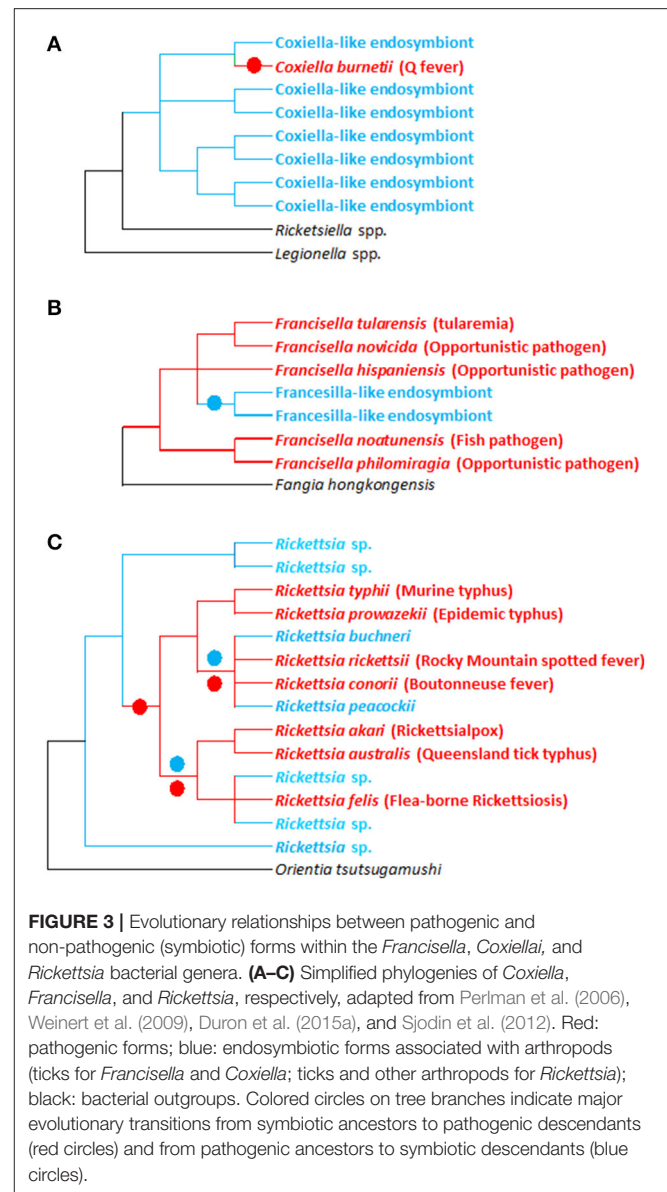 A
Coxiella-like endosymbiont
Coxiella burnetii (Q fever)
Coxiella-like endosymbiont
Coxiella-like endosymbiont
Coxiella-like endosymbiont
Coxiella-like endosymbiont
Coxiella-like endosymbiont
Coxiella-like endosymbiont
Ricketsiella spp.
Legionella spp.
B
Francisella tularensis (tularemia)
Francisella novicida (Opportunistic pathogen)
Francisella hispaniensis (Opportunistic pathogen)
Francesilla-like endosymbiont
Francesilla-like endosymbiont
Francisella noatunensis (Fish pathogen)
Francisella philomiragia (Opportunistic pathogen)
Fangia hongkongensis
C
Rickettsia sp.
Rickettsia sp.
Rickettsia typhii (Murine typhus)
Rickettsia prowazekii (Epidemic typhus)
Rickettsia buchneri
Rickettsia rickettsii (Rocky Mountain spotted fever)
Rickettsia conorii (Boutonneuse fever)
Rickettsia peacockii
Rickettsia akari (Rickettsialpox)
Rickettsia australis (Queensland tick typhus)
Rickettsia sp.
Rickettsia felis (Flea-borne Rickettsiosis)
Rickettsia sp.
Rickettsia sp.
Orientia tsutsugamushi
FIGURE 3 | Evolutionary relationships between pathogenic and
non-pathogenic (symbiotic) forms within the Francisella, Coxiellai, and
Rickettsia bacterial genera. (A–C) Simplified phylogenies of Coxiella,
Francisella, and Rickettsia, respectively, adapted from Perlman et al. (2006),
Weinert et al. (2009), Duron et al. (2015a), and Sjodin et al. (2012). Red:
pathogenic forms; blue: endosymbiotic forms associated with arthropods
(ticks for Francisella and Coxiella; ticks and other arthropods for Rickettsia);
black: bacterial outgroups. Colored circles on tree branches indicate major
evolutionary transitions from symbiotic ancestors to pathogenic descendants
(red circles) and from pathogenic ancestors to symbiotic descendants (blue
circles).